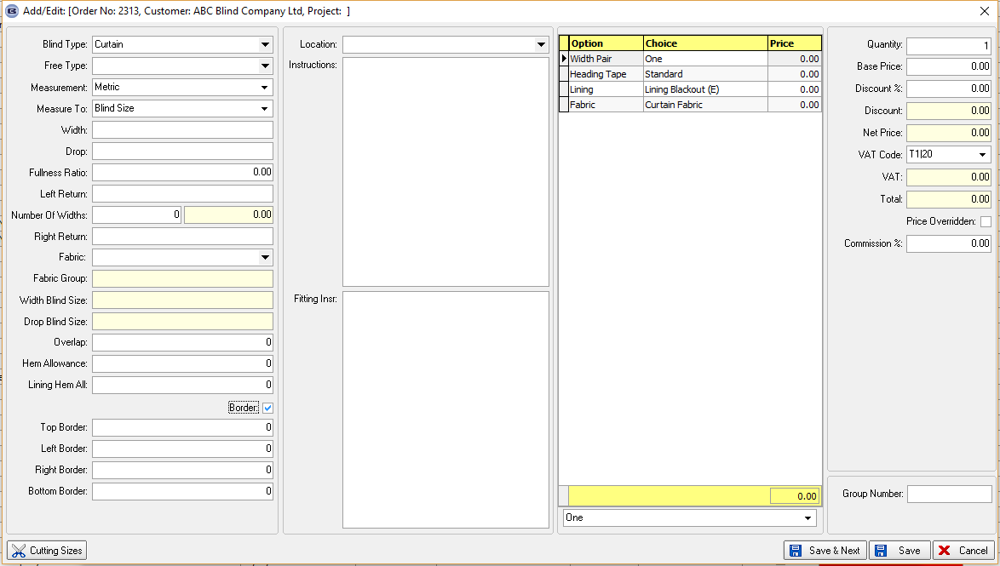 Add/Edit: [Order No: 2313, Customer: ABC Blind Company Ltd, Project: ]
Blind Type: Curtain
Free Type:
Measurement: Metric
Measure To: Blind Size
Width:
Drop:
Fullness Ratio: 0.00
Left Return:
Number Of Widths: 0 0.00
Right Return:
Fabric:
Fabric Group:
Width Blind Size:
Drop Blind Size:
Overlap: 0
Hem Allowance: 0
Lining Hem All: 0
Border:
Top Border: 0
Left Border: 0
Right Border: 0
Bottom Border: 0
Cutting Sizes
Location:
Instructions:
Fitting Insr:
Option Choice Price
Width Pair One 0.00
Heading Tape Standard 0.00
Lining Lining Blackout (E) 0.00
Fabric Curtain Fabric 0.00
0.00
One
Quantity: 1
Base Price: 0.00
Discount %: 0.00
Discount: 0.00
Net Price: 0.00
VAT Code: T1|20
VAT: 0.00
Total: 0.00
Price Overridden:
Commission %: 0.00
Group Number:
Save & Next Save Cancel